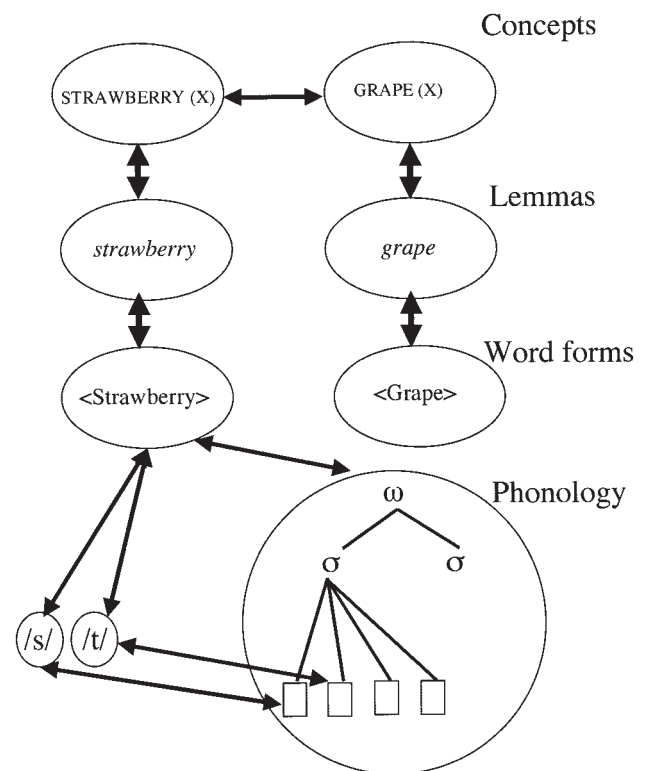 Concepts
STRAWBERRY (X)
GRAPE (X)
Lemmas
strawberry
grape
Word forms
<Strawberry>
<Grape>
Phonology
ω
σ
σ
/s/
/t/